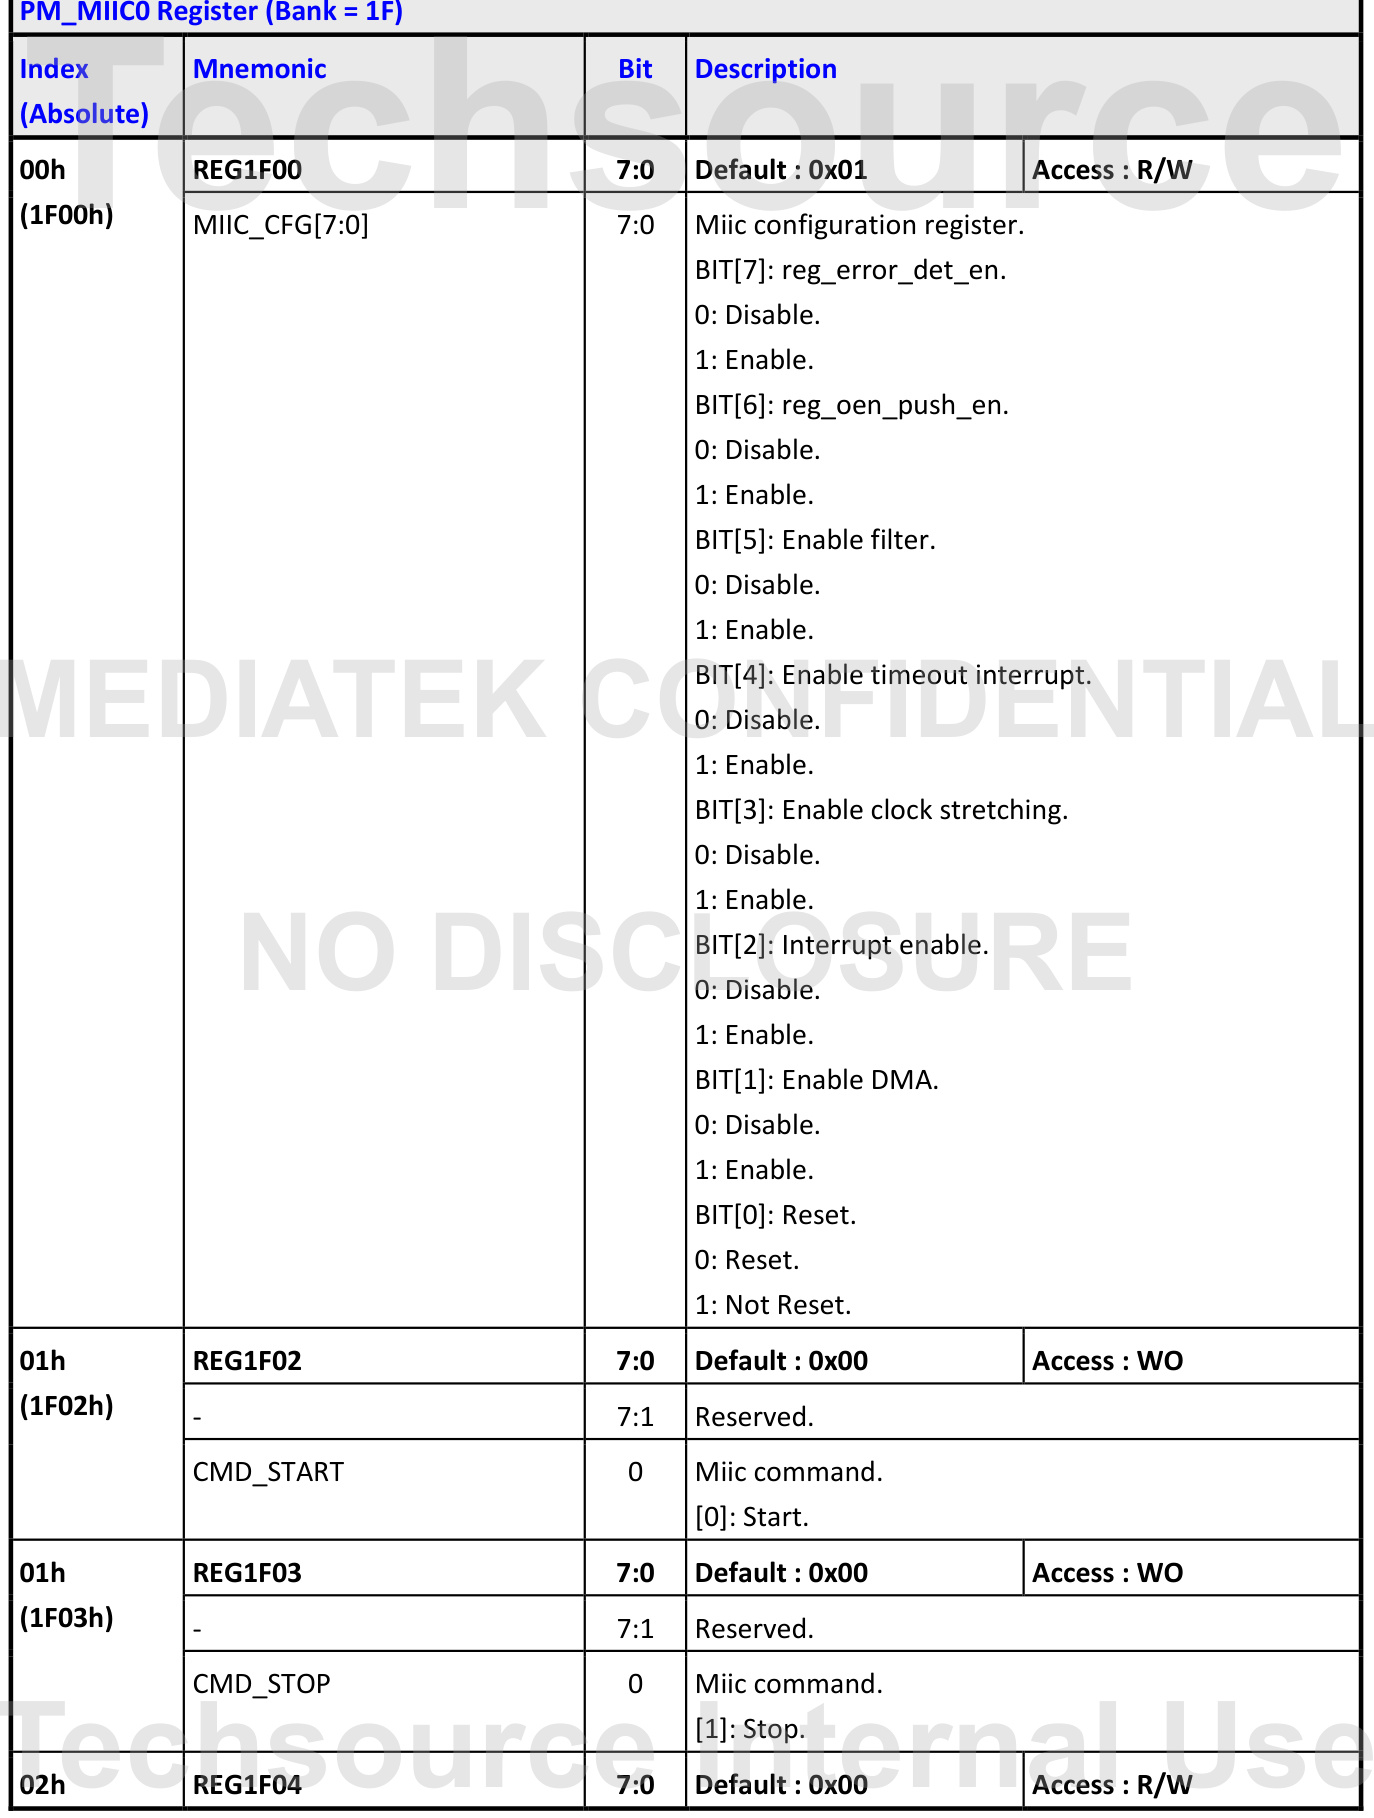 PM_MIIC0 Register (Bank = 1F)
Index (Absolute) Mnemonic Bit Description
00h (1F00h) REG1F00 7:0 Default : 0x01 Access : R/W
MIIC_CFG[7:0] 7:0 Miic configuration register.
BIT[7]: reg_error_det_en.
0: Disable.
1: Enable.
BIT[6]: reg_oen_push_en.
0: Disable.
1: Enable.
BIT[5]: Enable filter.
0: Disable.
1: Enable.
BIT[4]: Enable timeout interrupt.
0: Disable.
1: Enable.
BIT[3]: Enable clock stretching.
0: Disable.
1: Enable.
BIT[2]: Interrupt enable.
0: Disable.
1: Enable.
BIT[1]: Enable DMA.
0: Disable.
1: Enable.
BIT[0]: Reset.
0: Reset.
1: Not Reset.
01h (1F02h) REG1F02 7:0 Default : 0x00 Access : WO
- 7:1 Reserved.
CMD_START 0 Miic command.
[0]: Start.
01h (1F03h) REG1F03 7:0 Default : 0x00 Access : WO
- 7:1 Reserved.
CMD_STOP 0 Miic command.
[1]: Stop.
02h REG1F04 7:0 Default : 0x00 Access : R/W
Techsource
MEDIATEK CONFIDENTIAL
NO DISCLOSURE
Techsource Internal Use